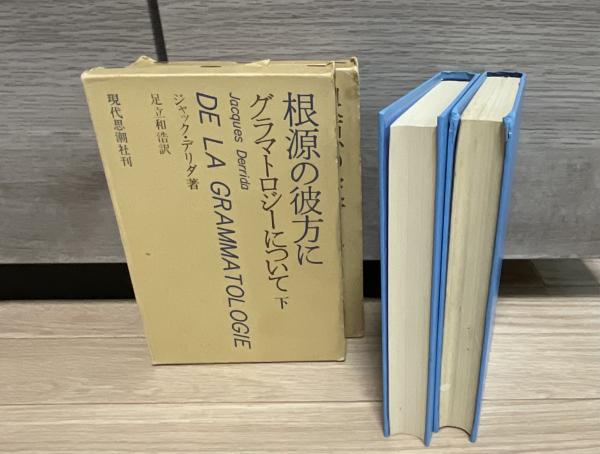 根源の彼方に
グラマトロジーについて 下
DE LA GRAMMATOLOGIE
Jacques Derrida
ジャック・デリダ著
足立和浩訳
現代思潮社刊